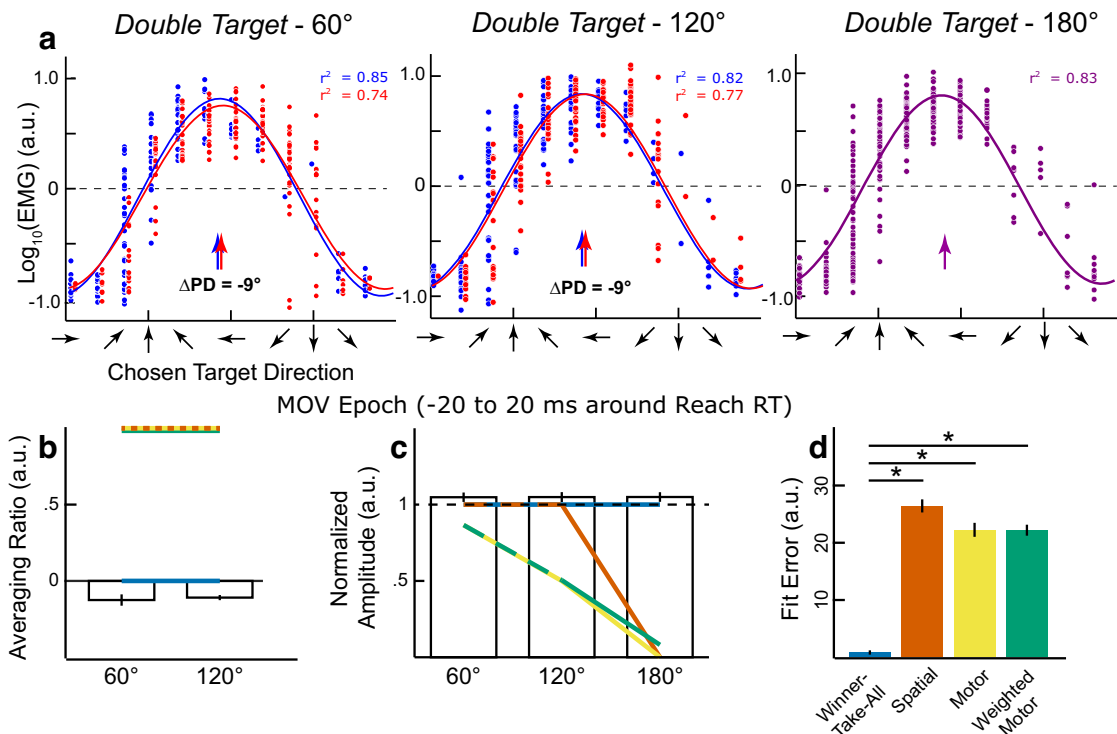 Double Target - 60°
Double Target - 120°
Double Target - 180°
a
Log10(EMG) (a.u.)
1.0
0
-1.0
r² = 0.85
r² = 0.74
ΔPD = -9°
1.0
0
-1.0
r² = 0.82
r² = 0.77
ΔPD = -9°
1.0
0
-1.0
r² = 0.83
Chosen Target Direction
MOV Epoch (-20 to 20 ms around Reach RT)
b
Averaging Ratio (a.u.)
.5
0
60°
120°
c
Normalized
Amplitude (a.u.)
1
.5
60°
120°
180°
d
Fit Error (a.u.)
30
20
10
*
*
*
Winner-
Take-All
Spatial
Motor
Weighted
Motor